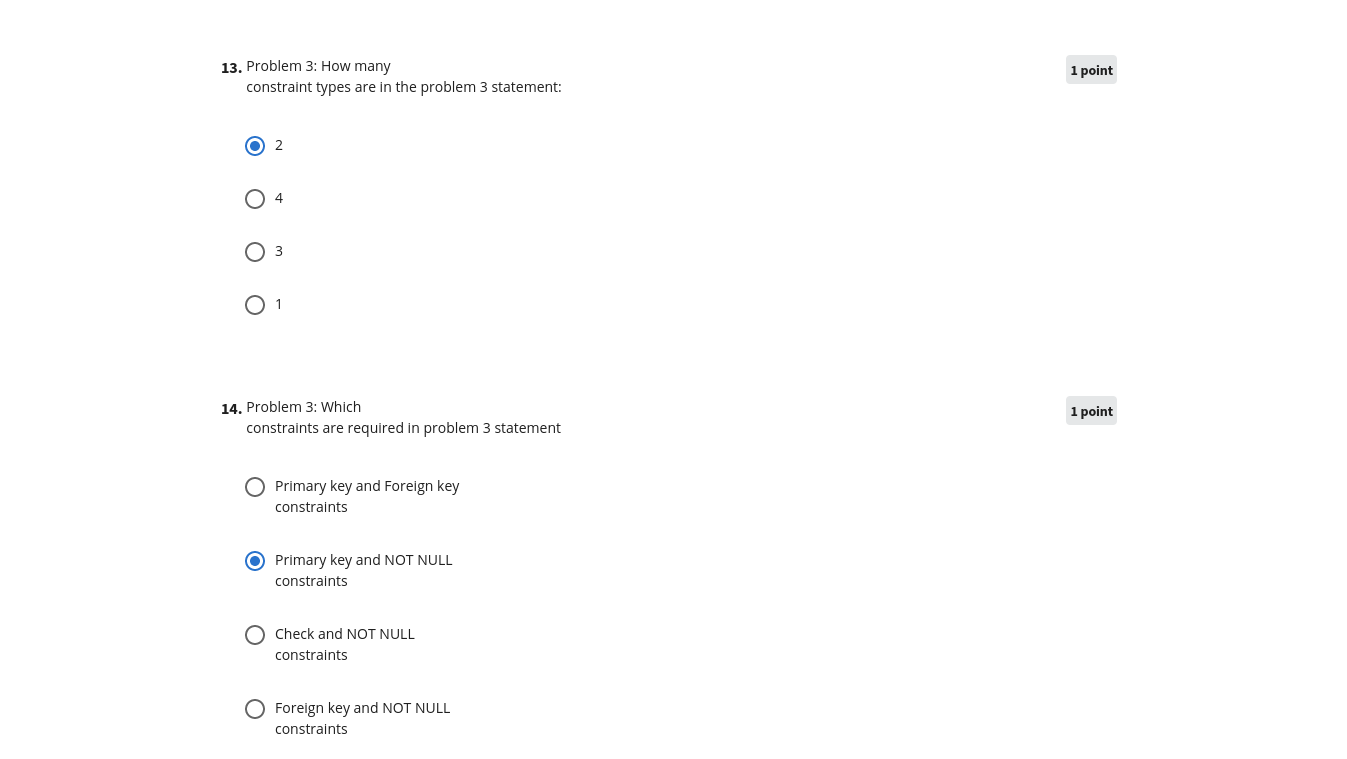 13. Problem 3: How many
constraint types are in the problem 3 statement:
1 point
2
4
3
1
14. Problem 3: Which
constraints are required in problem 3 statement
1 point
Primary key and Foreign key
constraints
Primary key and NOT NULL
constraints
Check and NOT NULL
constraints
Foreign key and NOT NULL
constraints